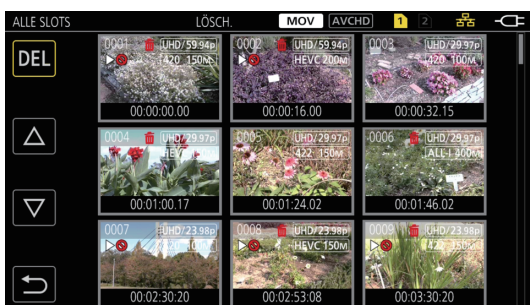 ALLE SLOTS LÖSCH. MOV AVCHD 1 2
DEL
0001 UHD/59.94p
420 150M
00:00:00.00
0002 UHD/59.94p
HEVC 200M
00:00:16.00
0003 UHD/29.97p
420 100M
00:00:32.15
0004 UHD/29.97p
HEVC
00:01:00.17
0005 UHD/29.97p
422 150M
00:01:24.02
0006 UHD/29.97p
ALL-I 400M
00:01:46.02
0007 UHD/23.98p
420 100M
00:02:30:20
0008 UHD/23.98p
HEVC 150M
00:02:53:08
0009 UHD/23.98p
422 150M
00:03:30:20